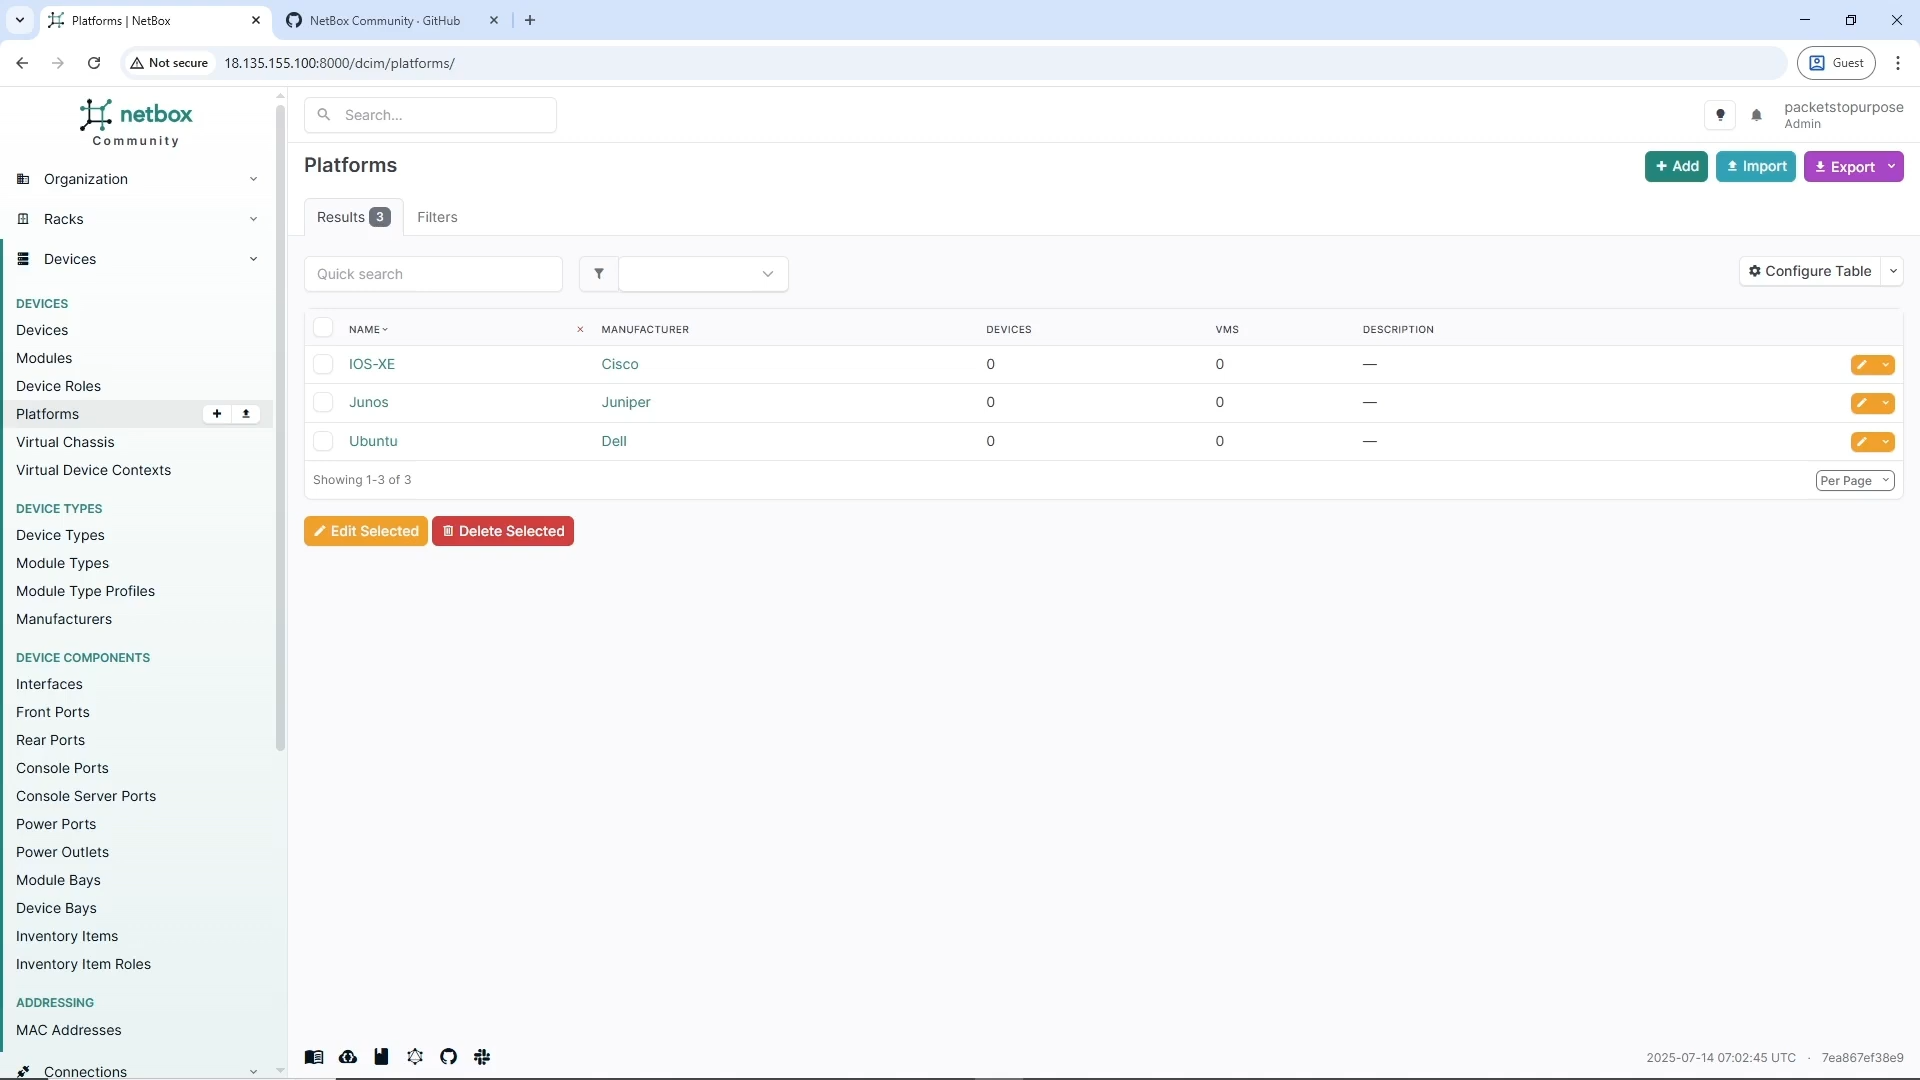 Platforms | NetBox
NetBox Community · GitHub
Not secure
18.135.155.100:8000/dcim/platforms/
Guest
netbox
Community
Search...
packetstopurpose
Admin
Organization
Racks
Devices
DEVICES
Devices
Modules
Device Roles
Platforms
Virtual Chassis
Virtual Device Contexts
DEVICE TYPES
Device Types
Module Types
Module Type Profiles
Manufacturers
DEVICE COMPONENTS
Interfaces
Front Ports
Rear Ports
Console Ports
Console Server Ports
Power Ports
Power Outlets
Module Bays
Device Bays
Inventory Items
Inventory Item Roles
ADDRESSING
MAC Addresses
Connections
Platforms
Add Import Export
Results 3 Filters
Quick search
Configure Table
NAME MANUFACTURER DEVICES VMS DESCRIPTION
IOS-XE Cisco 0 0 —
Junos Juniper 0 0 —
Ubuntu Dell 0 0 —
Showing 1-3 of 3
Per Page
Edit Selected Delete Selected
2025-07-14 07:02:45 UTC · 7ea867ef38e9